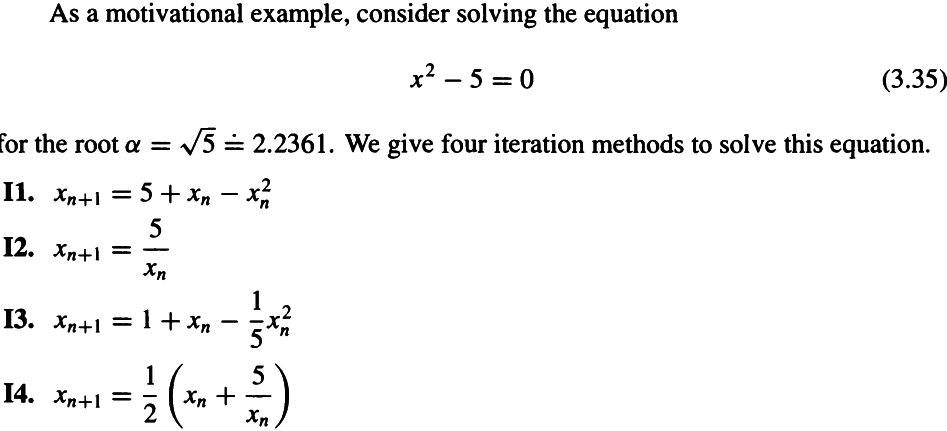 As a motivational example, consider solving the equation
x² − 5 = 0 (3.35)
for the root α = √5 ≐ 2.2361. We give four iteration methods to solve this equation.
I1. xₙ₊₁ = 5 + xₙ − xₙ²
I2. xₙ₊₁ = 5/xₙ
I3. xₙ₊₁ = 1 + xₙ − (1/5)xₙ²
I4. xₙ₊₁ = (1/2)(xₙ + 5/xₙ)